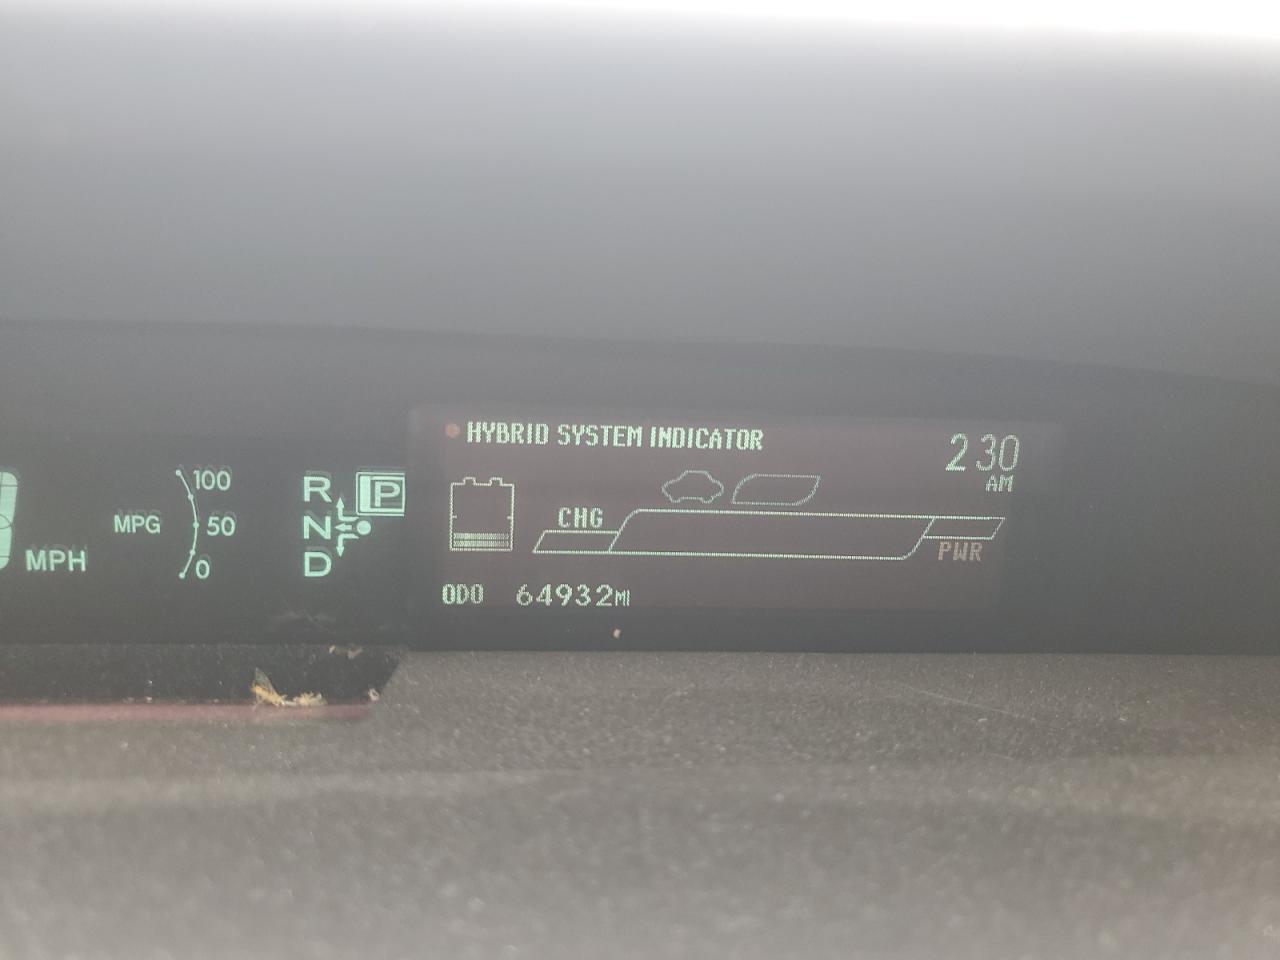 HYBRID SYSTEM INDICATOR
2 30
AM
100
MPG
50
0
MPH
R
P
N
D
CHG
PWR
ODO 64932MI